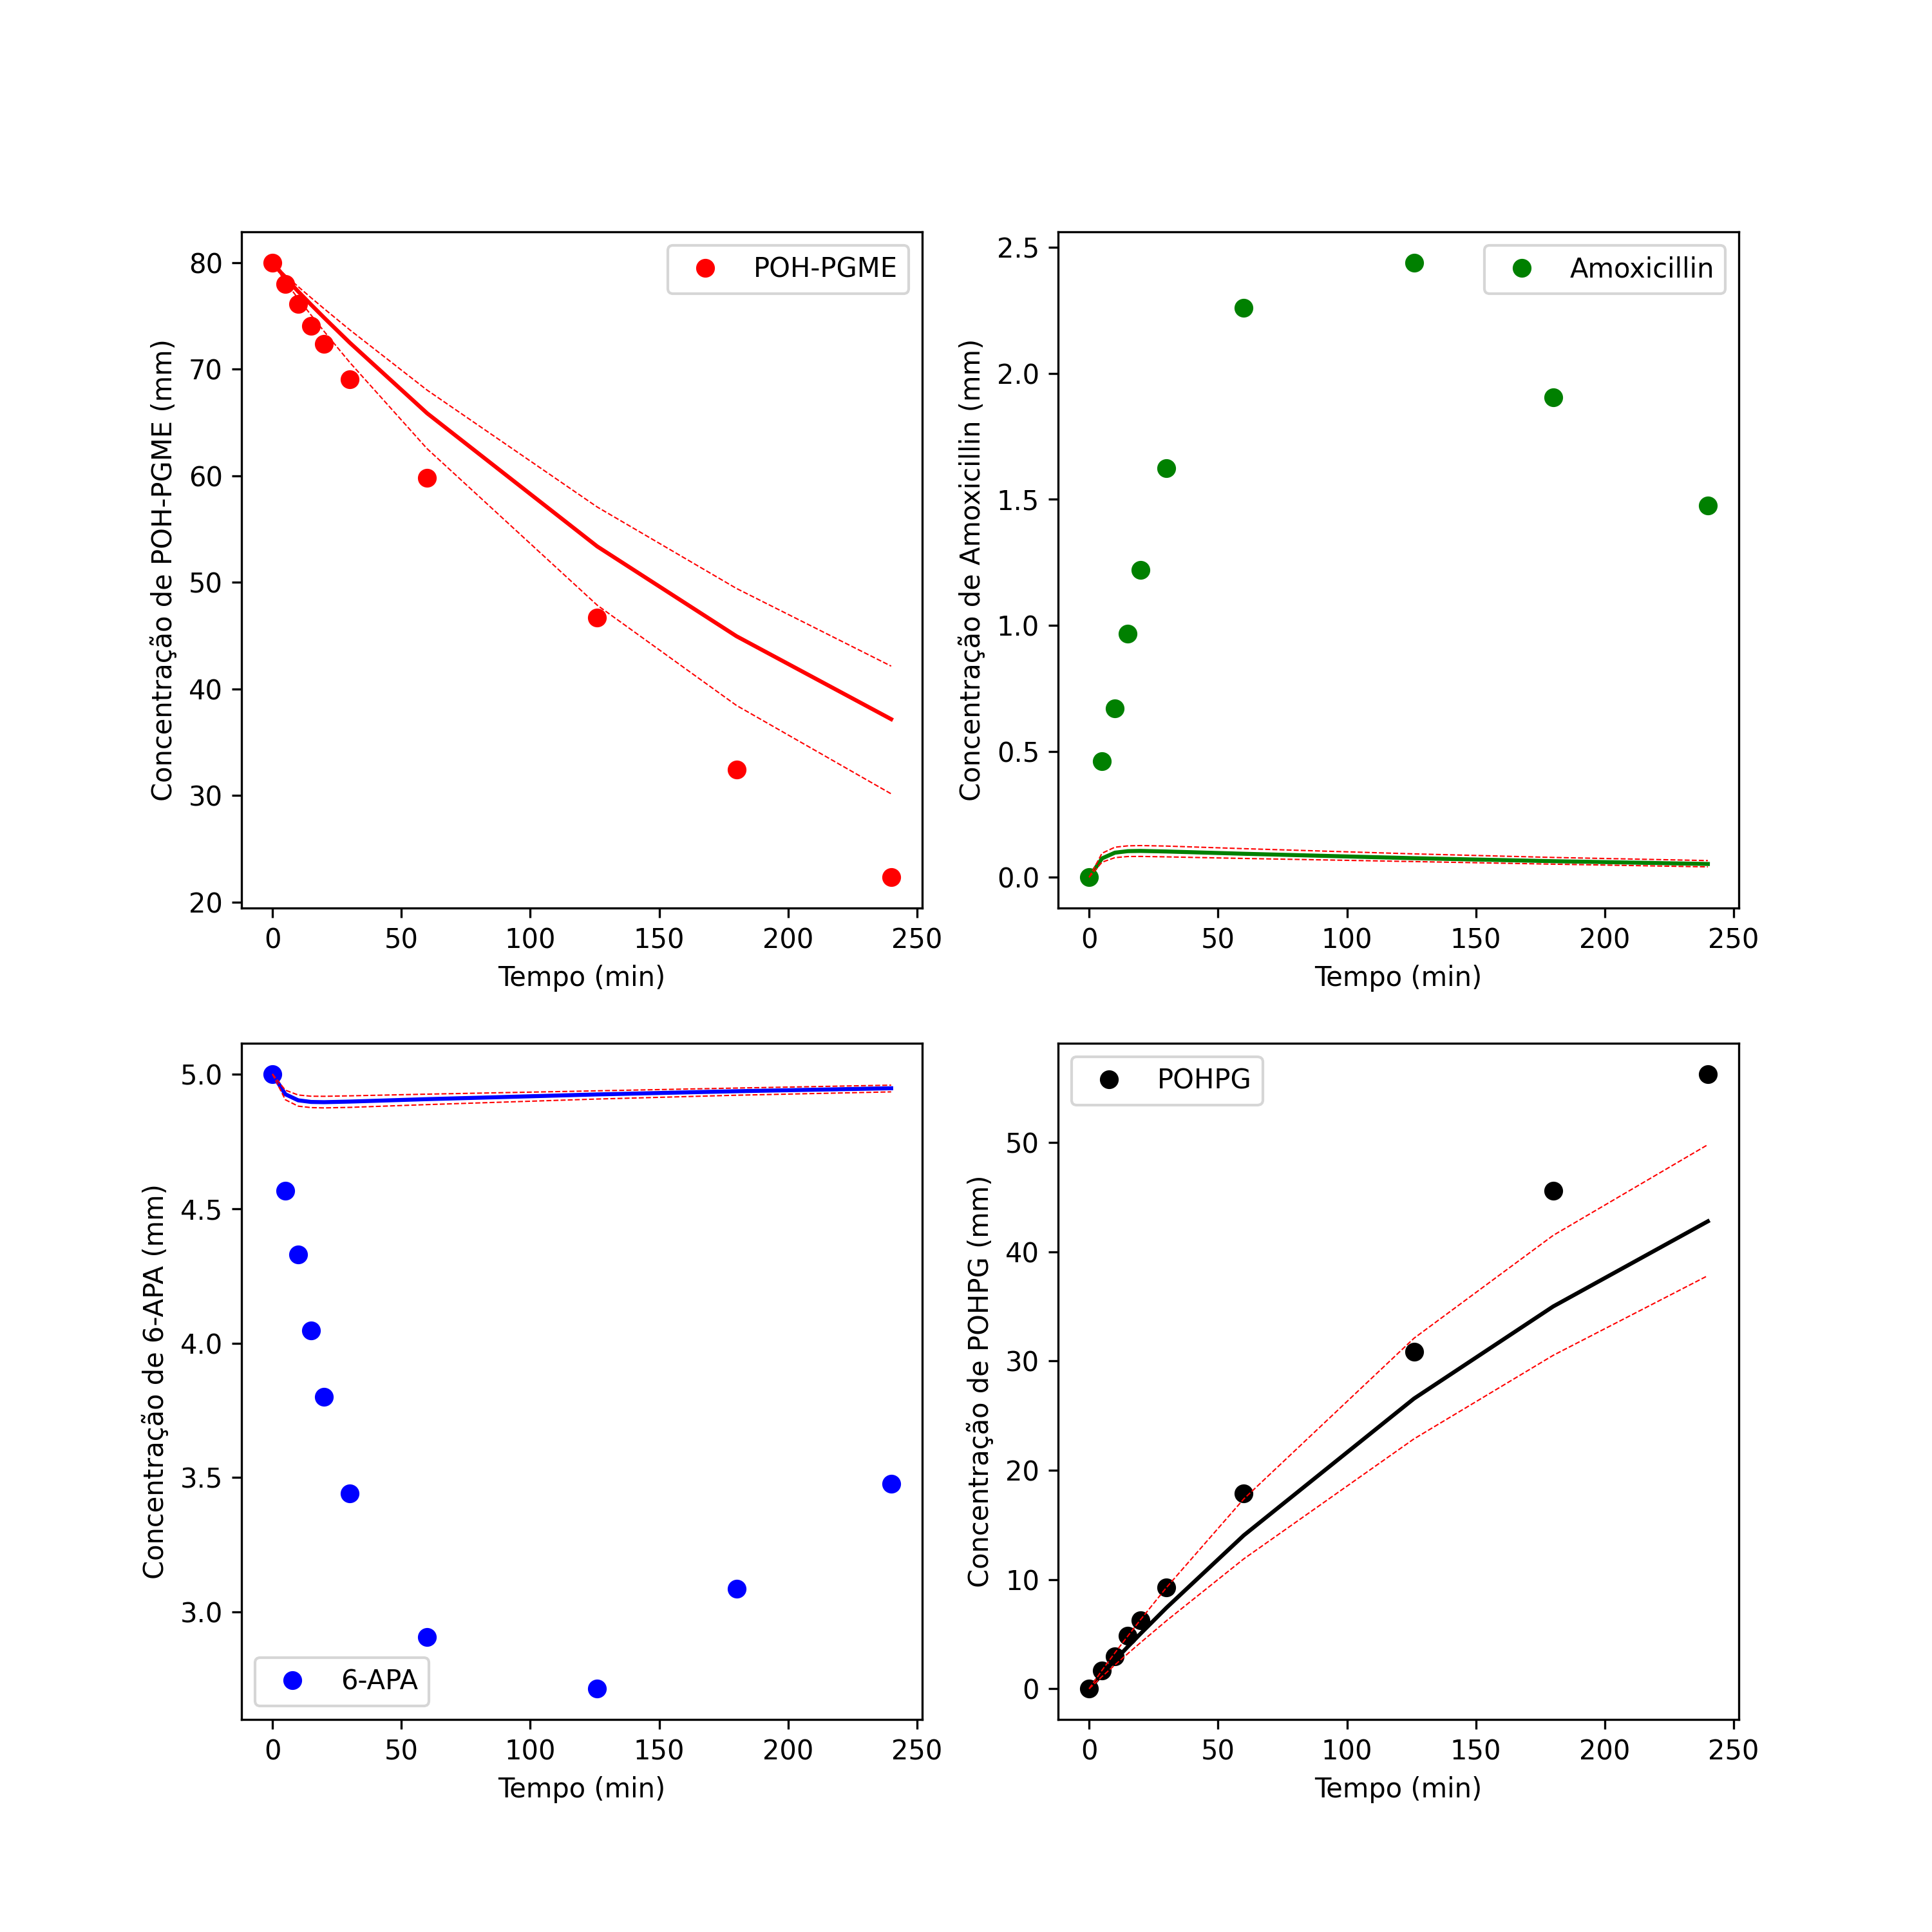 POH-PGME
80
70
60
50
40
30
20
Concentração de POH-PGME (mm)
0 50 100 150 200 250
Tempo (min)
Amoxicillin
2.5
2.0
1.5
1.0
0.5
0.0
Concentração de Amoxicillin (mm)
0 50 100 150 200 250
Tempo (min)
5.0
4.5
4.0
3.5
3.0
Concentração de 6-APA (mm)
6-APA
0 50 100 150 200 250
Tempo (min)
POHPG
50
40
30
20
10
0
Concentração de POHPG (mm)
0 50 100 150 200 250
Tempo (min)